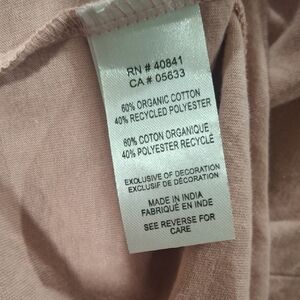 RN # 40841
CA # 05633
60% ORGANIC COTTON
40% RECYCLED POLYESTER
60% COTON ORGANIQUE
40% POLYESTER RECYCLÉ
EXCLUSIVE OF DECORATION
EXCLUSIF DE DÉCORATION
MADE IN INDIA
FABRIQUÉ EN INDE
SEE REVERSE FOR
CARE